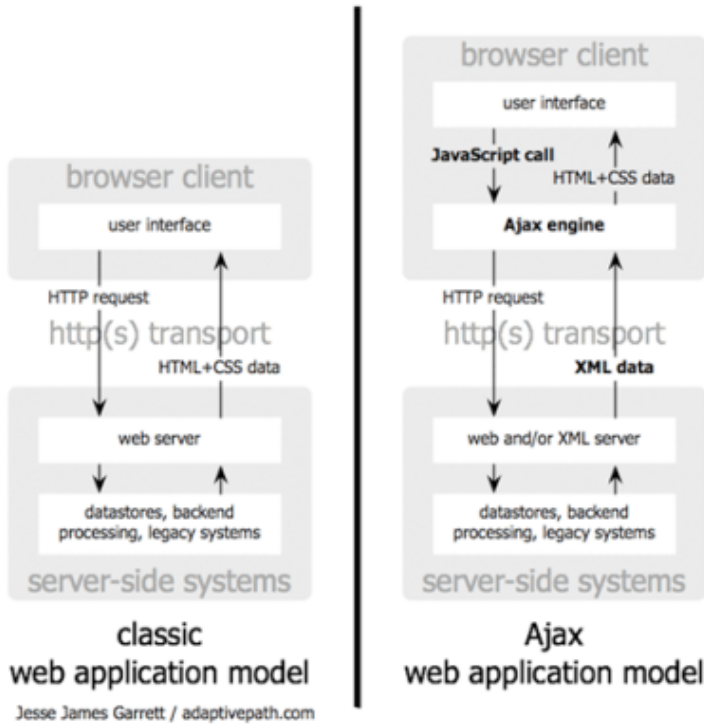 browser client
user interface
HTTP request
http(s) transport
HTML+CSS data
web server
datastores, backend
processing, legacy systems
server-side systems
classic
web application model
Jesse James Garrett / adaptivepath.com
browser client
user interface
JavaScript call
HTML+CSS data
Ajax engine
HTTP request
http(s) transport
XML data
web and/or XML server
datastores, backend
processing, legacy systems
server-side systems
Ajax
web application model